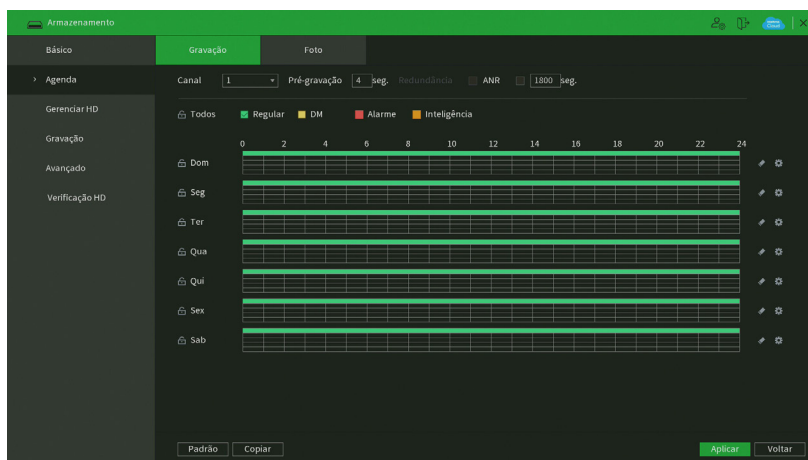 Armazenamento
Básico
Gravação
Foto
Agenda
Canal 1 Pré-gravação 4 seg. Redundância ANR 1800 seg.
Gerenciar HD
Todos Regular DM Alarme Inteligência
Gravação
0 2 4 6 8 10 12 14 16 18 20 22 24
Dom
Avançado
Seg
Verificação HD
Ter
Qua
Qui
Sex
Sab
Padrão Copiar Aplicar Voltar